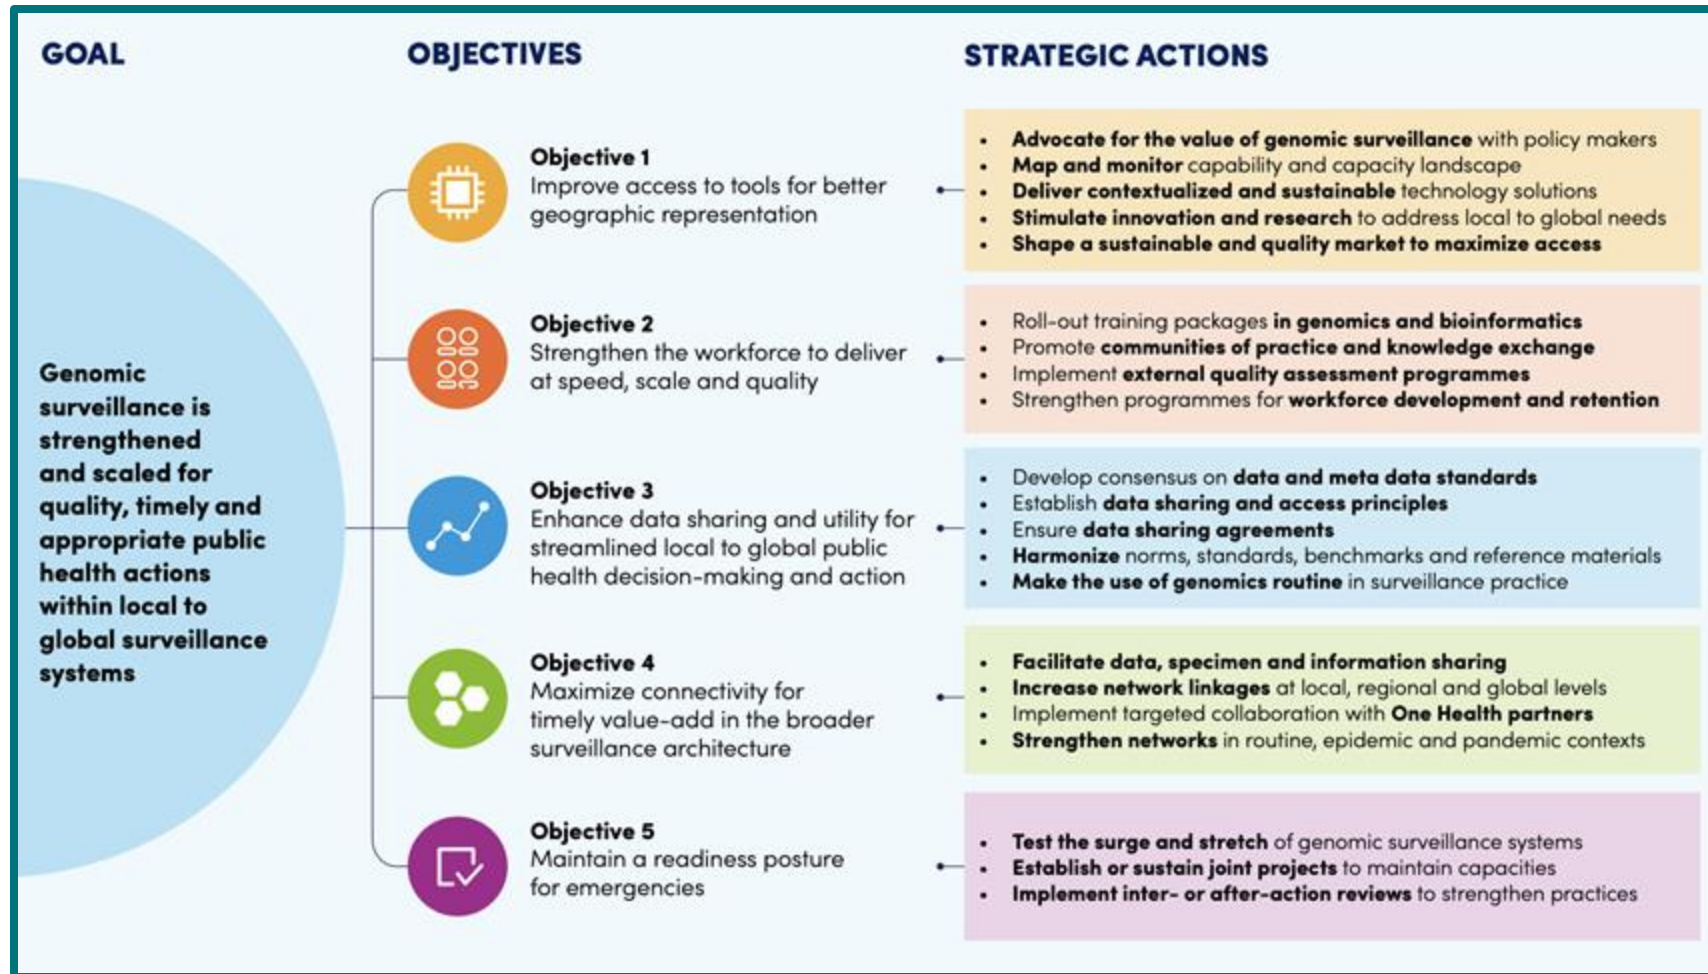 GOAL
OBJECTIVES
STRATEGIC ACTIONS
Genomic
surveillance is
strengthened
and scaled for
quality, timely and
appropriate public
health actions
within local to
global surveillance
systems
Objective 1
Improve access to tools for better
geographic representation
• Advocate for the value of genomic surveillance with policy makers
• Map and monitor capability and capacity landscape
• Deliver contextualized and sustainable technology solutions
• Stimulate innovation and research to address local to global needs
• Shape a sustainable and quality market to maximize access
Objective 2
Strengthen the workforce to deliver
at speed, scale and quality
• Roll-out training packages in genomics and bioinformatics
• Promote communities of practice and knowledge exchange
• Implement external quality assessment programmes
• Strengthen programmes for workforce development and retention
Objective 3
Enhance data sharing and utility for
streamlined local to global public
health decision-making and action
• Develop consensus on data and meta data standards
• Establish data sharing and access principles
• Ensure data sharing agreements
• Harmonize norms, standards, benchmarks and reference materials
• Make the use of genomics routine in surveillance practice
Objective 4
Maximize connectivity for
timely value-add in the broader
surveillance architecture
• Facilitate data, specimen and information sharing
• Increase network linkages at local, regional and global levels
• Implement targeted collaboration with One Health partners
• Strengthen networks in routine, epidemic and pandemic contexts
Objective 5
Maintain a readiness posture
for emergencies
• Test the surge and stretch of genomic surveillance systems
• Establish or sustain joint projects to maintain capacities
• Implement inter- or after-action reviews to strengthen practices